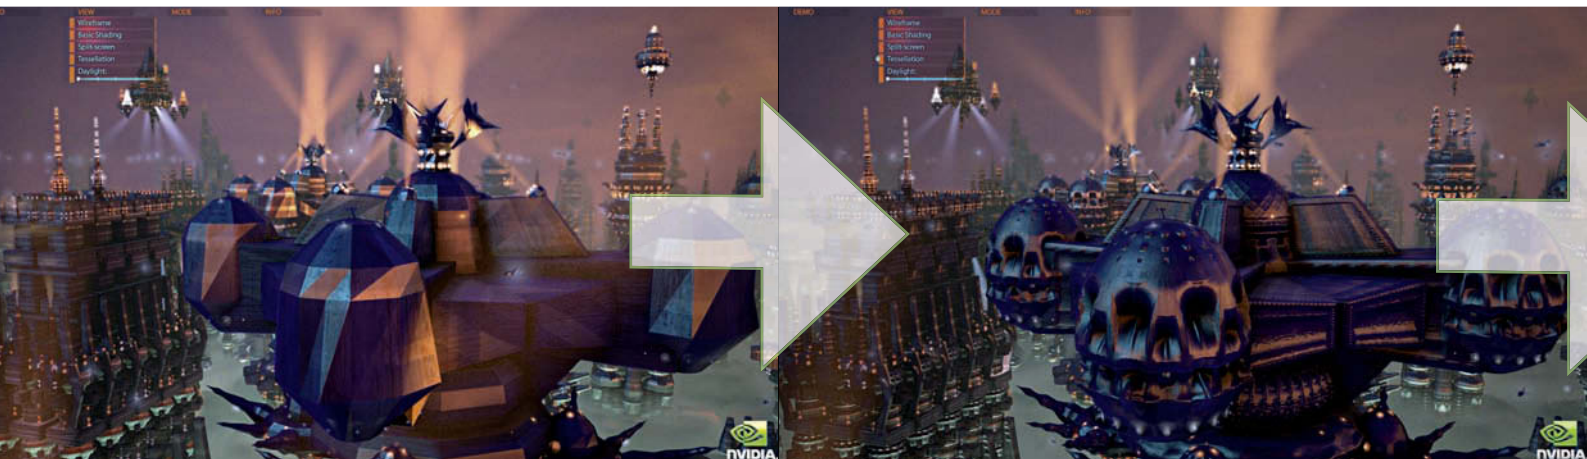 VIEW MODE INFO
Wireframe
Basic Shading
Split-screen
Tessellation
Daylight:
NVIDIA
DEMO VIEW MODE INFO
Wireframe
Basic Shading
Split-screen
Tessellation
Daylight:
NVIDIA